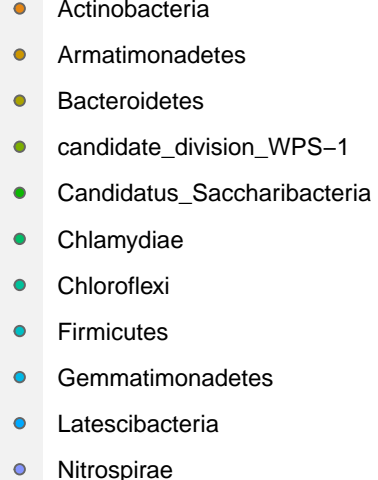 Actinobacteria
Armatimonadetes
Bacteroidetes
candidate_division_WPS−1
Candidatus_Saccharibacteria
Chlamydiae
Chloroflexi
Firmicutes
Gemmatimonadetes
Latescibacteria
Nitrospirae